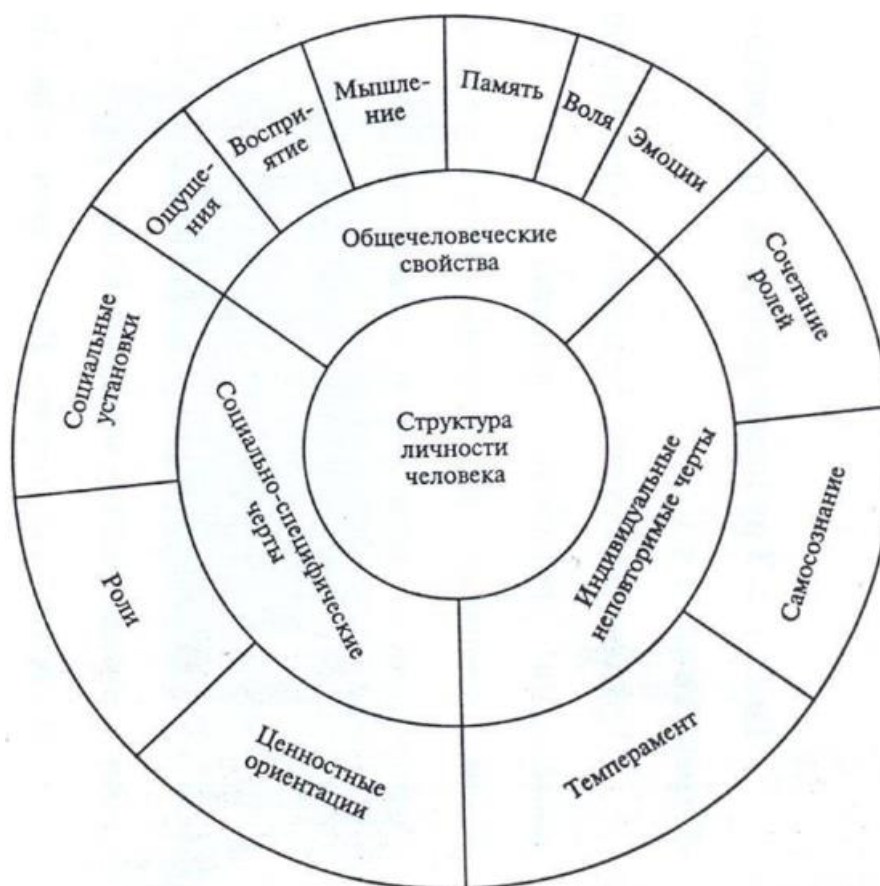 Ощуще-
ния
Воспри-
ятие
Мышле-
ние
Память
Воля
Эмоции
Общечеловеческие
свойства
Сочетание
ролей
Социальные
установки
Структура
личности
человека
Социально-специфические
черты
Индивидуальные
неповторимые черты
Самосознание
Роли
Ценностные
ориентации
Темперамент